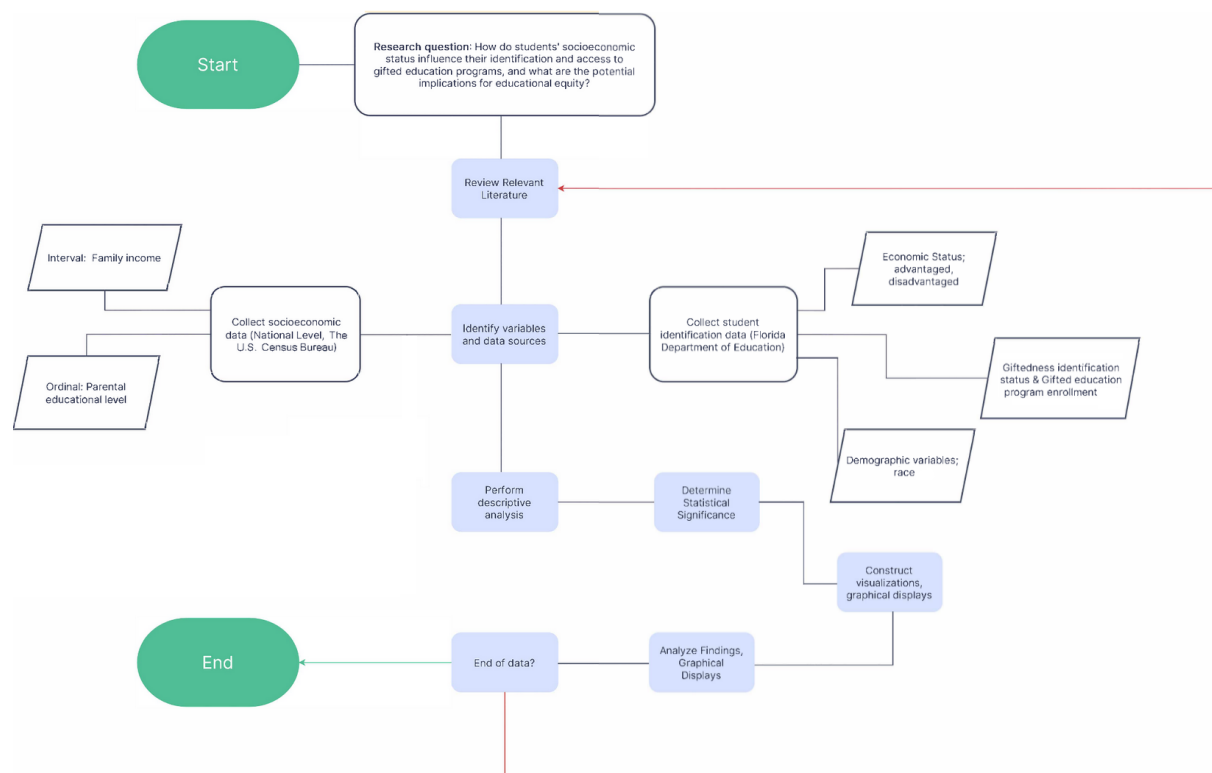 Start
Research question: How do students' socioeconomic
status influence their identification and access to
gifted education programs, and what are the potential
implications for educational equity?
Review Relevant
Literature
Interval: Family income
Ordinal: Parental
educational level
Collect socioeconomic
data (National Level, The
U.S. Census Bureau)
Identify variables
and data sources
Collect student
identification data (Florida
Department of Education)
Economic Status;
advantaged,
disadvantaged
Giftedness identification
status & Gifted education
program enrollment
Demographic variables;
race
Perform
descriptive
analysis
Determine
Statistical
Significance
Construct
visualizations,
graphical displays
Analyze Findings,
Graphical
Displays
End of data?
End